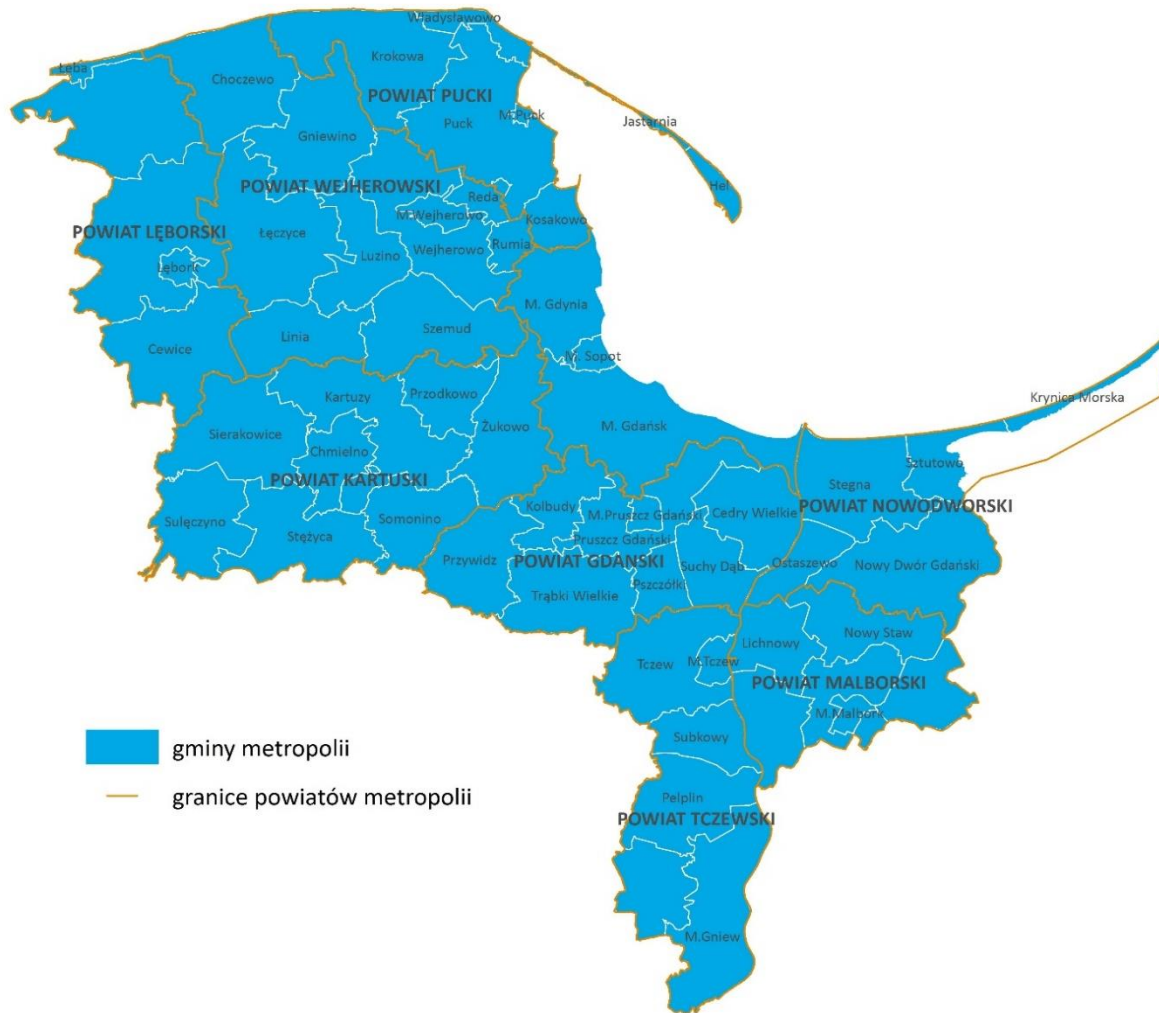 Władysławowo
Łeba
Krokowa
Choczewo
POWIAT PUCKI
M.Puck
Puck
Jastarnia
Gniewino
Hel
POWIAT WEJHEROWSKI
Reda
M.Wejherowo
Kosakowo
POWIAT LĘBORSKI
Łęczyce
Rumia
Wejherowo
Luzino
Lębork
M. Gdynia
Szemud
Linia
Cewice
M. Sopot
Przodkowo
Kartuzy
Krynica Morska
Żukowo
M. Gdańsk
Sierakowice
Chmielno
Sztutowo
POWIAT KARTUSKI
Stegna
POWIAT NOWODWORSKI
Kolbudy
Cedry Wielkie
M.Pruszcz Gdański
Somonino
Sulęczyno
Stężyca
Pruszcz Gdański
Przywidz
POWIAT GDAŃSKI
Ostaszewo
Suchy Dąb
Nowy Dwór Gdański
Pszczółki
Trąbki Wielkie
Nowy Staw
Lichnowy
Tczew
M.Tczew
POWIAT MALBORSKI
M.Malbork
Subkowy
gminy metropolii
granice powiatów metropolii
Pelplin
POWIAT TCZEWSKI
M.Gniew